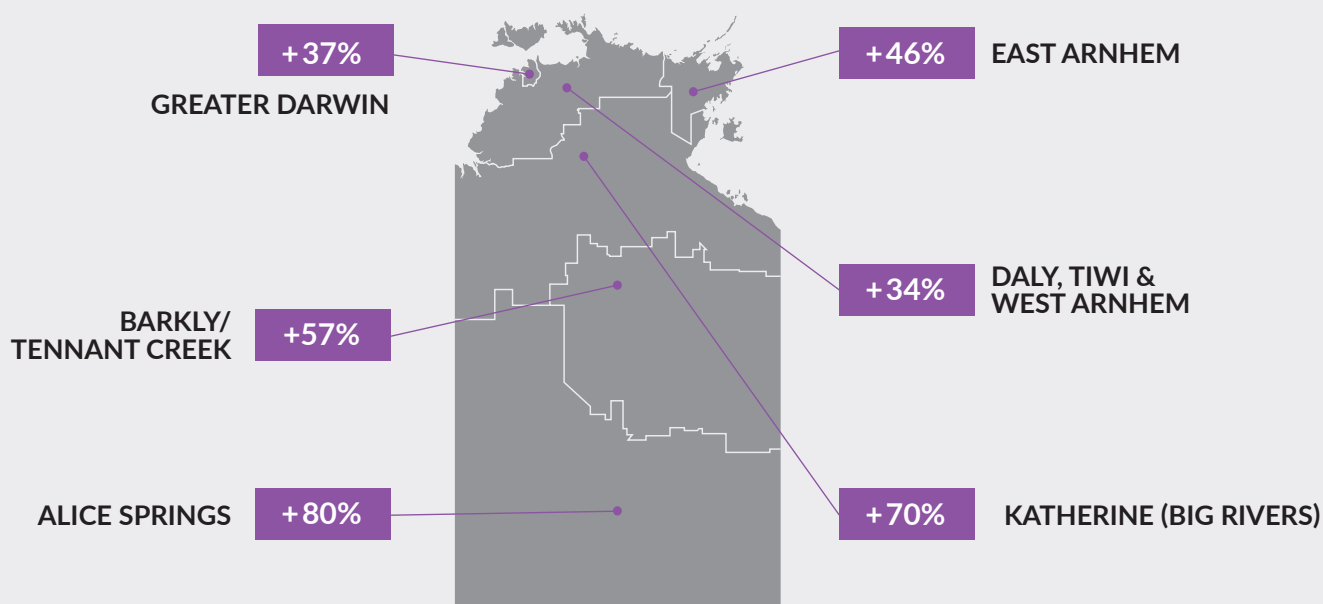 +37%
GREATER DARWIN
+46%
EAST ARNHEM
+34%
DALY, TIWI &
WEST ARNHEM
BARKLY/
TENNANT CREEK
+57%
ALICE SPRINGS
+80%
+70%
KATHERINE (BIG RIVERS)